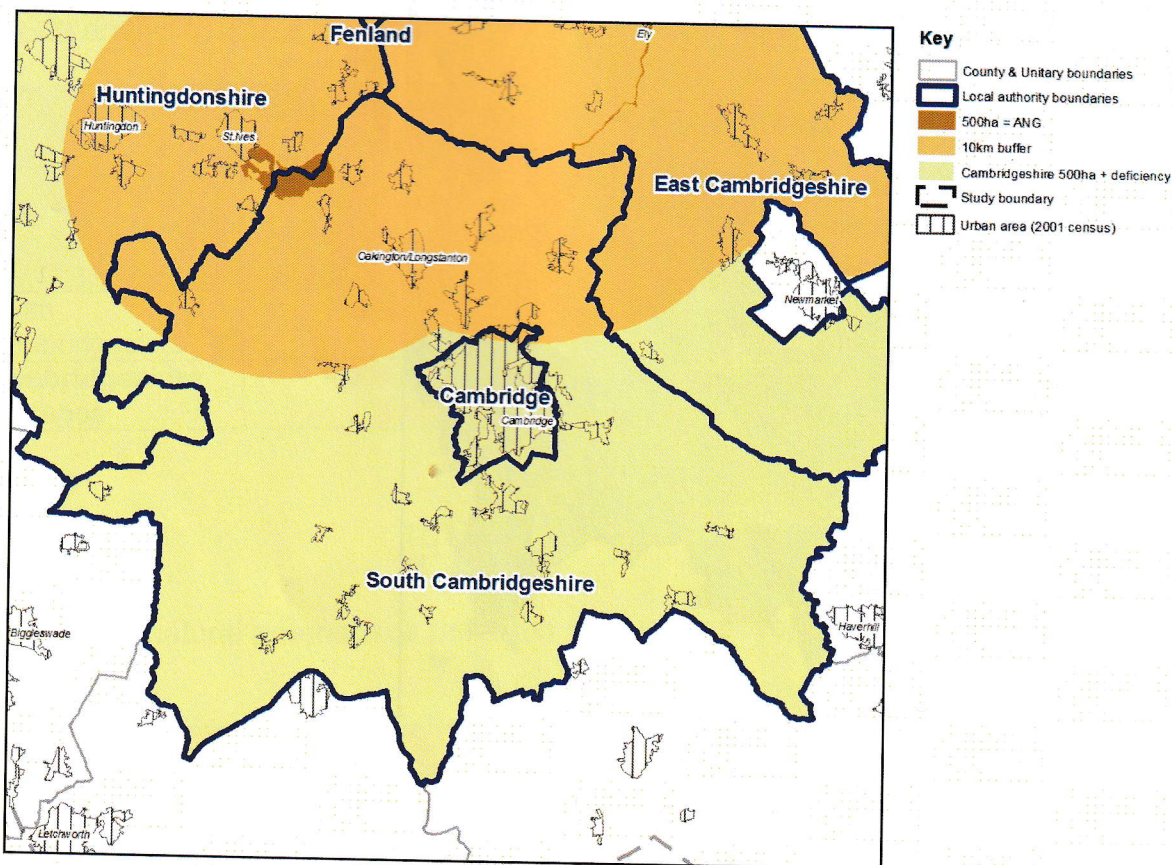 Fenland
Ely
Huntingdonshire
Huntingdon
St.Ives
East Cambridgeshire
Oakington/Longstanton
Newmarket
Cambridge
Cambridge
South Cambridgeshire
Biggleswade
Haverhill
Letchworth
Key
County & Unitary boundaries
Local authority boundaries
500ha = ANG
10km buffer
Cambridgeshire 500ha + deficiency
Study boundary
Urban area (2001 census)